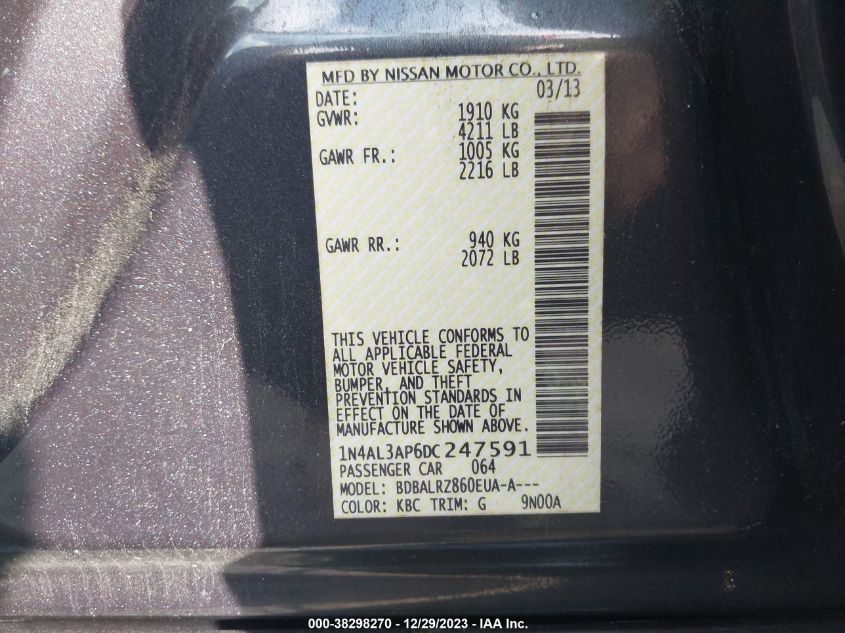 MFD BY NISSAN MOTOR CO., LTD.
DATE: 03/13
GVWR: 1910 KG
4211 LB
GAWR FR.: 1005 KG
2216 LB
GAWR RR.: 940 KG
2072 LB
THIS VEHICLE CONFORMS TO
ALL APPLICABLE FEDERAL
MOTOR VEHICLE SAFETY,
BUMPER, AND THEFT
PREVENTION STANDARDS IN
EFFECT ON THE DATE OF
MANUFACTURE SHOWN ABOVE.
1N4AL3AP6DC247591
PASSENGER CAR 064
MODEL: BDBALRZ860EUA-A---
COLOR: KBC TRIM: G 9N00A
000-38298270 - 12/29/2023 - IAA Inc.